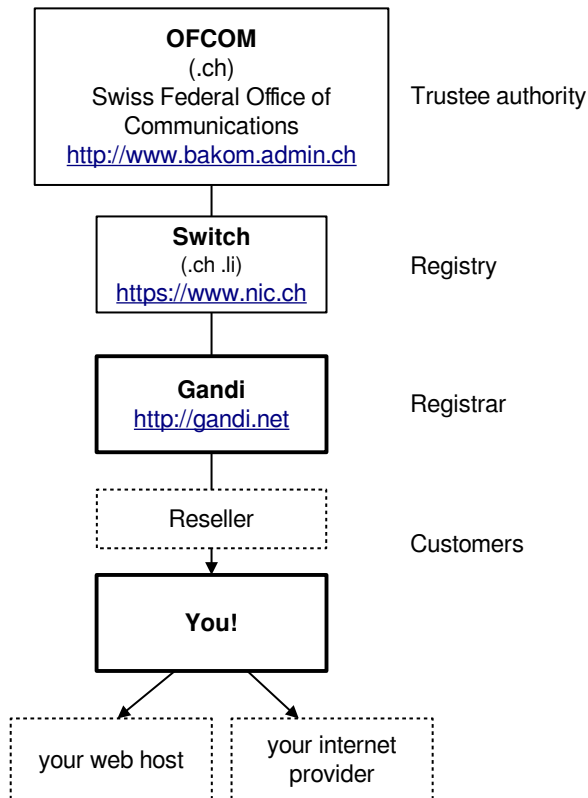 OFCOM
(.ch)
Swiss Federal Office of
Communications
http://www.bakom.admin.ch
Trustee authority
Switch
(.ch .li)
https://www.nic.ch
Registry
Gandi
http://gandi.net
Registrar
Reseller
Customers
You!
your web host
your internet
provider